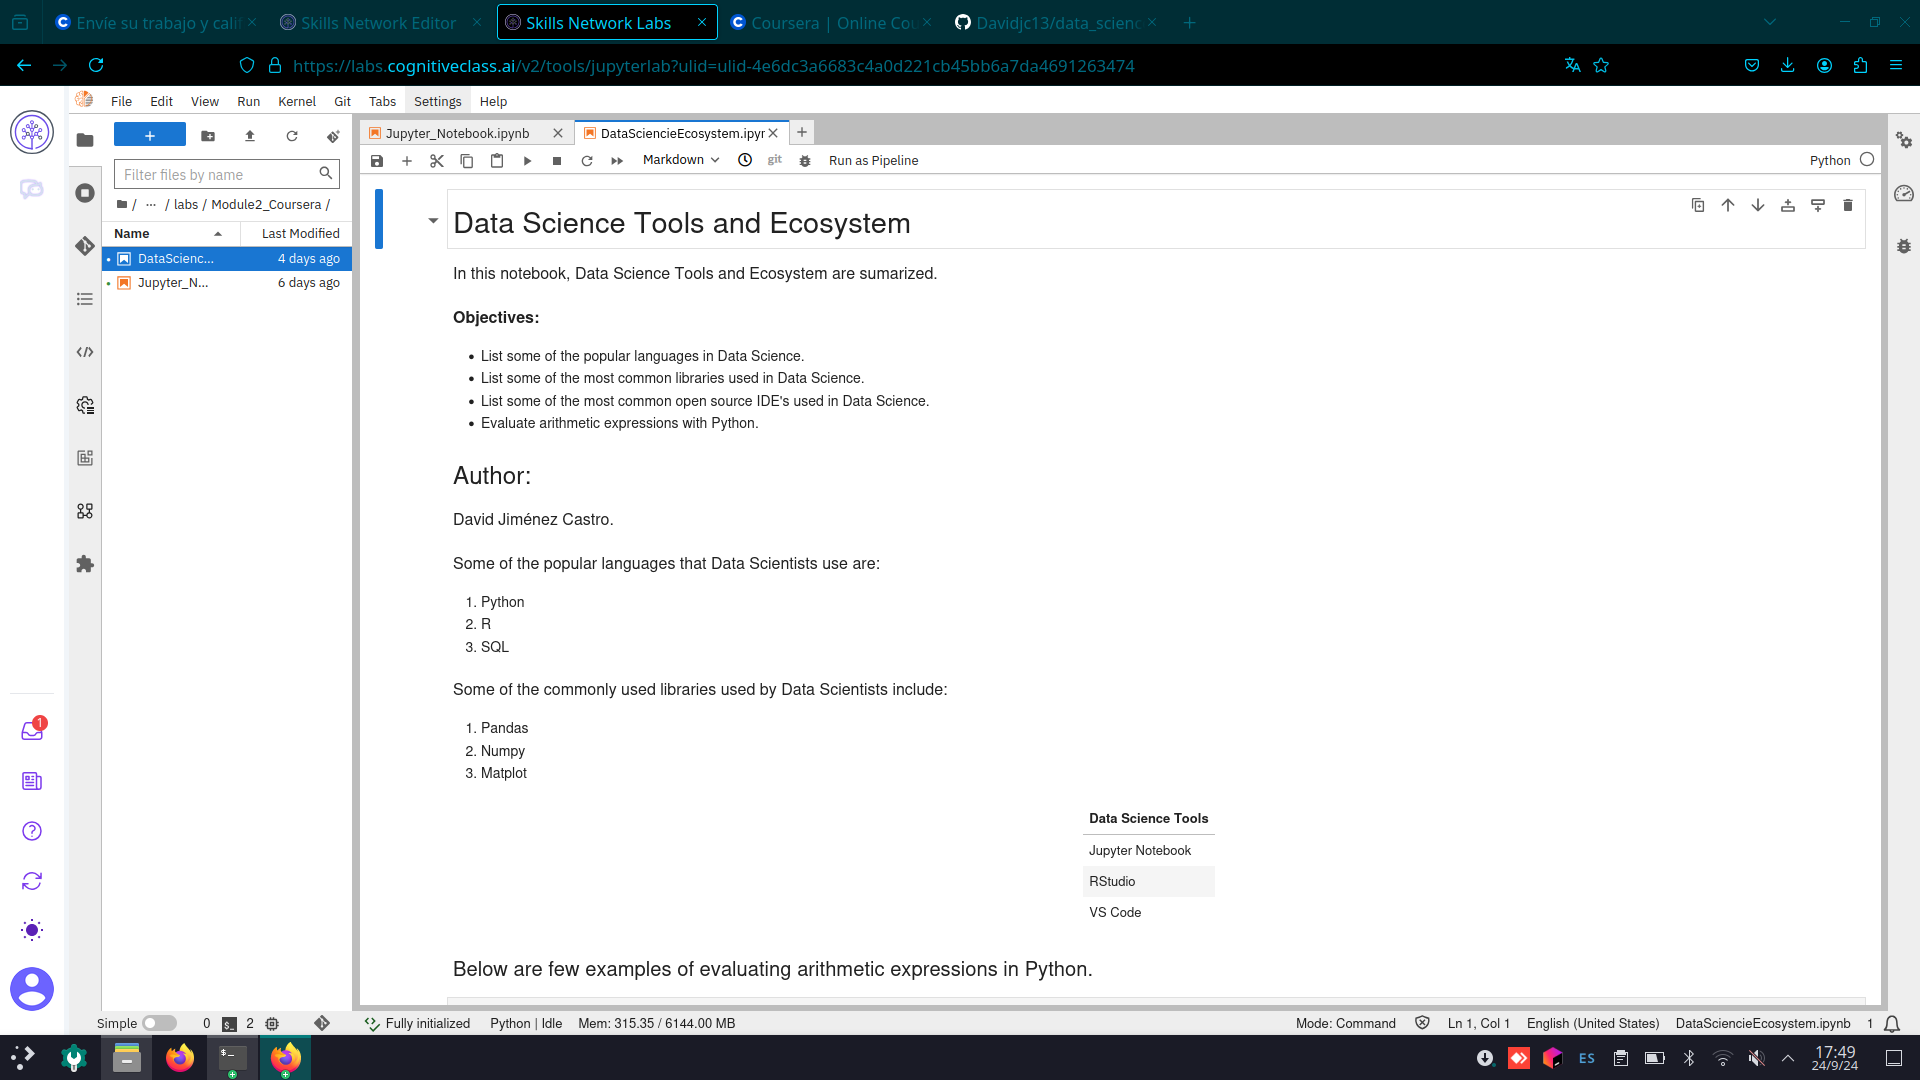 Envíe su trabajo y cali
Skills Network Editor
Skills Network Labs
Coursera | Online Cou
Davidjc13/data_scienc
https://labs.cognitiveclass.ai/v2/tools/jupyterlab?ulid=ulid-4e6dc3a6683c4a0d221cb45bb6a7da4691263474
File Edit View Run Kernel Git Tabs Settings Help
Jupyter_Notebook.ipynb
DataSciencieEcosystem.ipyr
Markdown
git
Run as Pipeline
Python
Filter files by name
/ ··· / labs / Module2_Coursera /
Name Last Modified
DataScienc... 4 days ago
Jupyter_N... 6 days ago
Data Science Tools and Ecosystem
In this notebook, Data Science Tools and Ecosystem are sumarized.
Objectives:
• List some of the popular languages in Data Science.
• List some of the most common libraries used in Data Science.
• List some of the most common open source IDE's used in Data Science.
• Evaluate arithmetic expressions with Python.
Author:
David Jiménez Castro.
Some of the popular languages that Data Scientists use are:
1. Python
2. R
3. SQL
Some of the commonly used libraries used by Data Scientists include:
1. Pandas
2. Numpy
3. Matplot
Data Science Tools
Jupyter Notebook
RStudio
VS Code
Below are few examples of evaluating arithmetic expressions in Python.
1
Simple 0 2 Fully initialized Python | Idle Mem: 315.35 / 6144.00 MB Mode: Command Ln 1, Col 1 English (United States) DataSciencieEcosystem.ipynb 1
ES
17:49
24/9/24